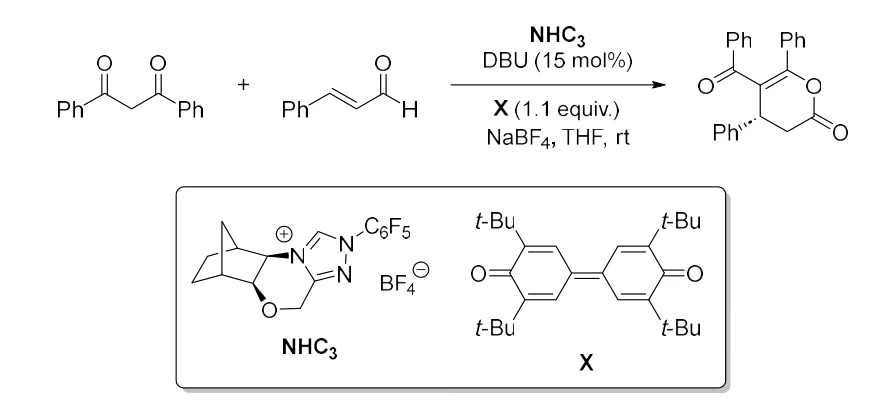 O O
Ph Ph
+
O
Ph H
NHC₃
DBU (15 mol%)
X (1.1 equiv.)
NaBF₄, THF, rt
Ph Ph
O O
Ph O
⊕ N N C₆F₅
N
O
BF₄⊖
NHC₃
t-Bu t-Bu
O O
t-Bu t-Bu
X